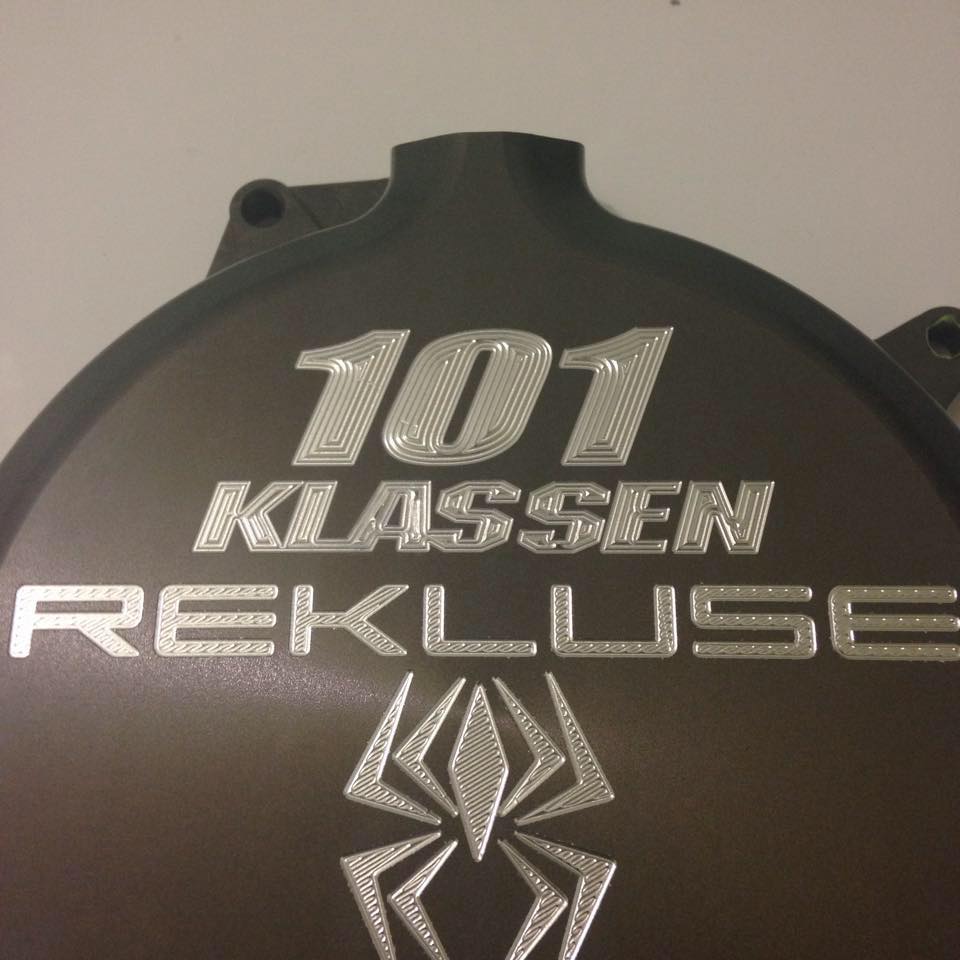 101
KLASSEN
REKLUSE